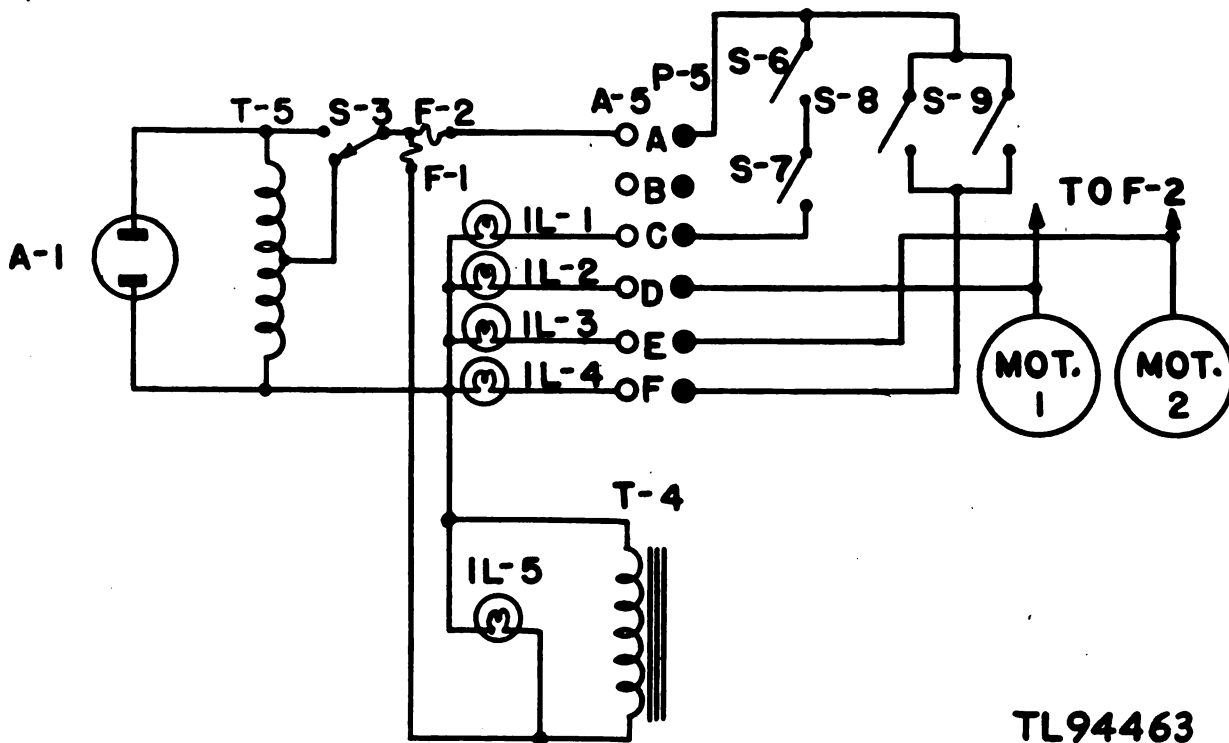 S-6
P-5
A-5
S-8
S-9
T-5
S-3
F-2
A
F-1
B
S-7
TO F-2
IL-1
C
A-1
IL-2
D
IL-3
E
IL-4
F
MOT.
1
MOT.
2
T-4
IL-5
TL94463